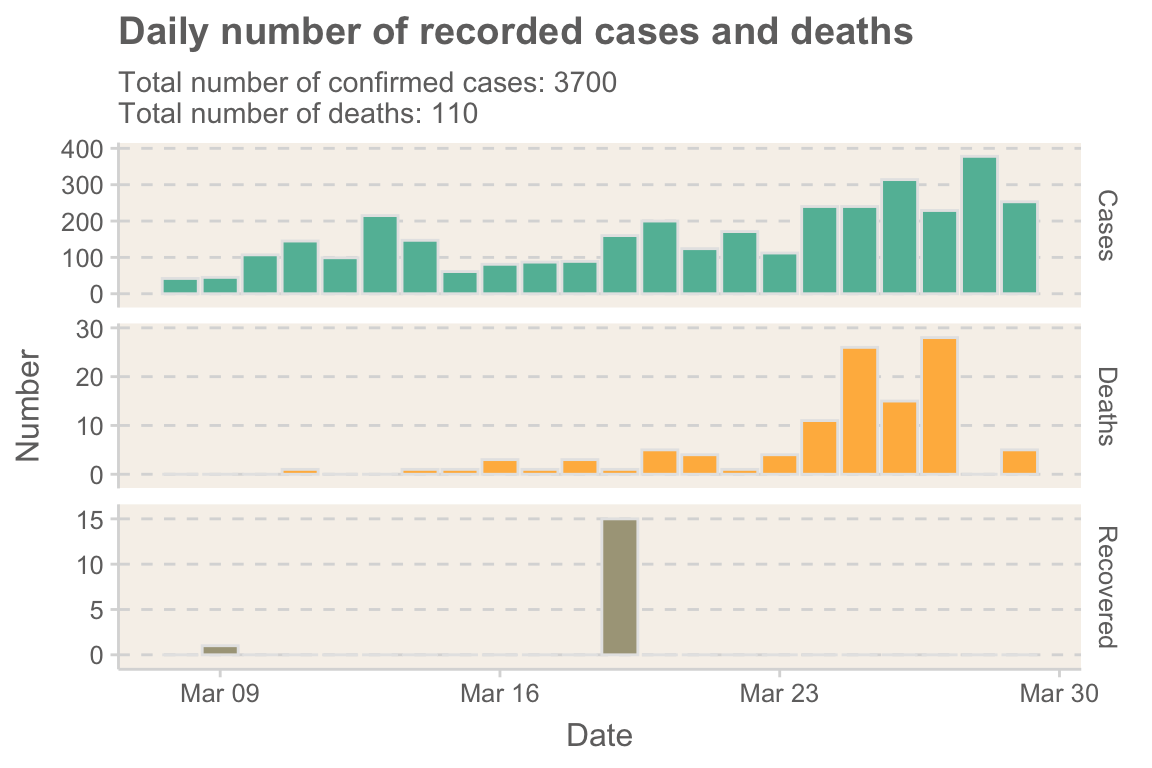 Daily number of recorded cases and deaths
Total number of confirmed cases: 3700
Total number of deaths: 110
400
300
200
100
0
Cases
30
20
10
0
Deaths
15
10
5
0
Recovered
Number
Mar 09
Mar 16
Mar 23
Mar 30
Date